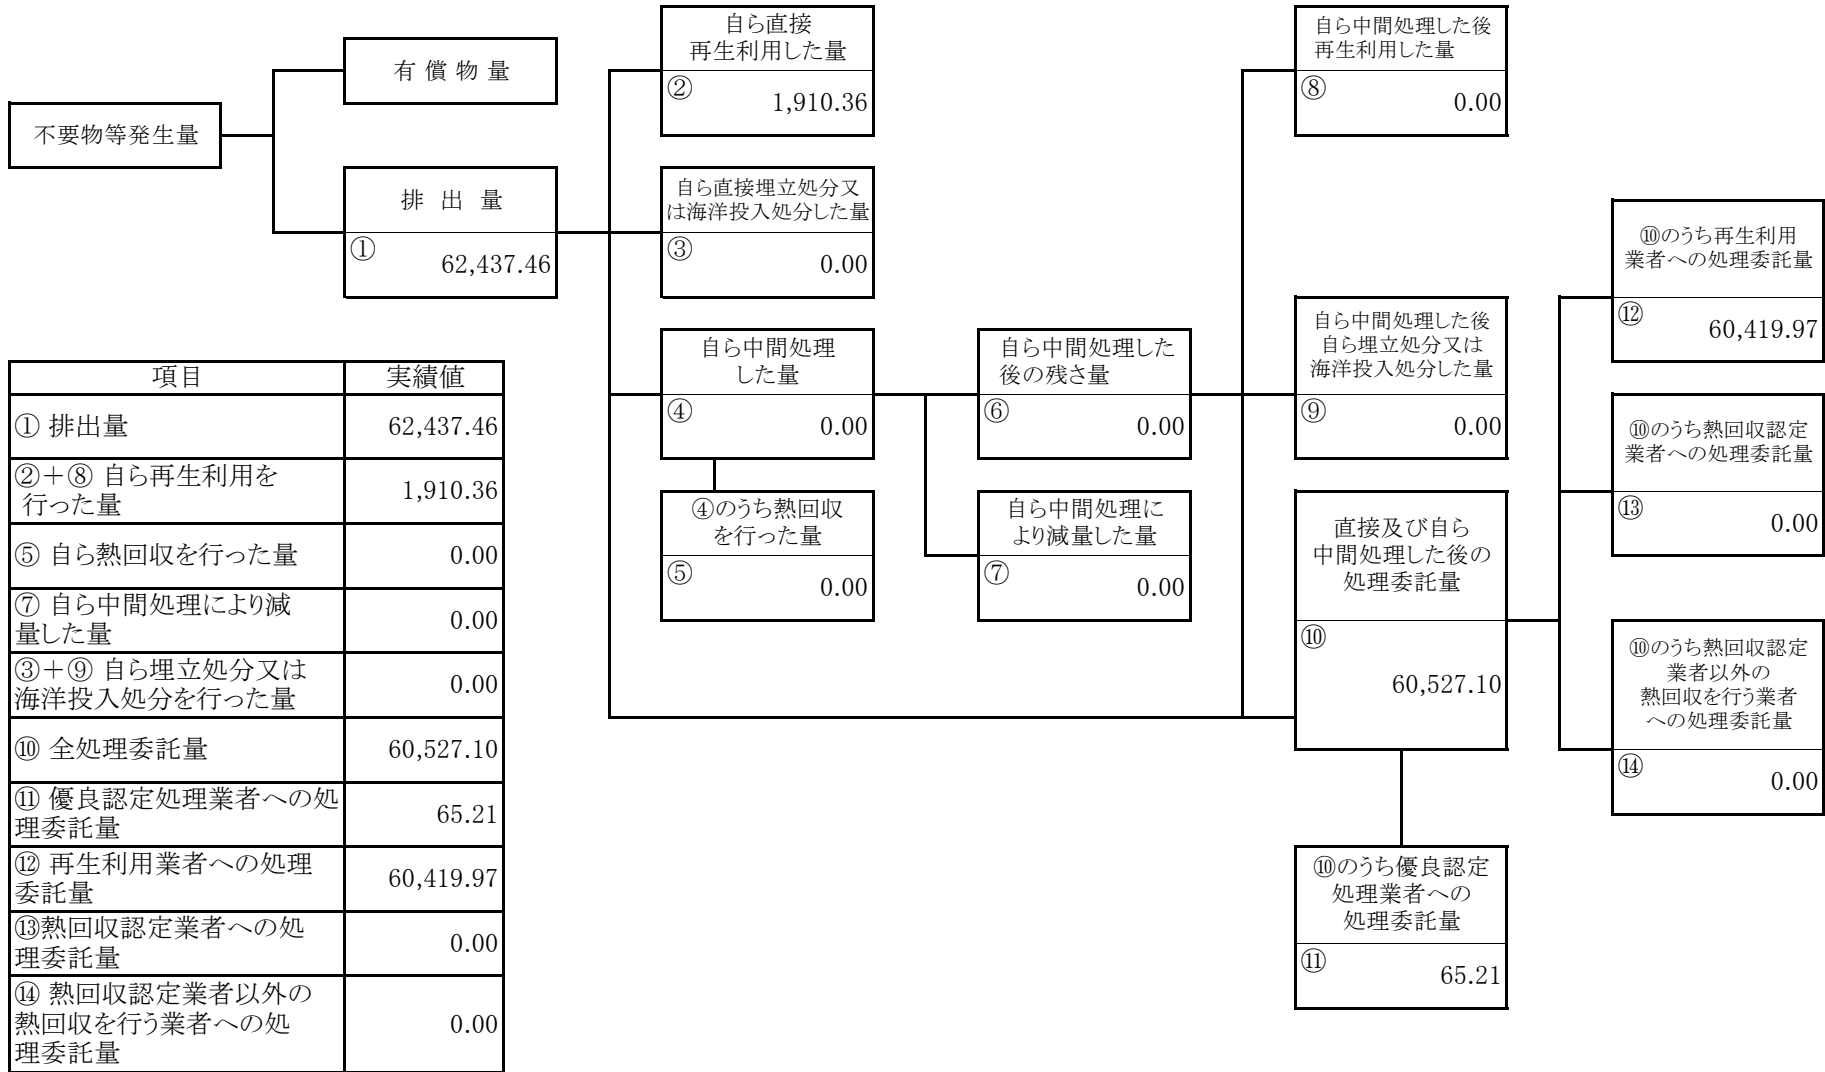 不要物等発生量
有 償 物 量
排 出 量
①
62,437.46
自ら直接
再生利用した量
②
1,910.36
自ら直接埋立処分又
は海洋投入処分した量
③
0.00
自ら中間処理
した量
④
0.00
④のうち熱回収
を行った量
⑤
0.00
自ら中間処理した
後の残さ量
⑥
0.00
自ら中間処理に
より減量した量
⑦
0.00
自ら中間処理した後
再生利用した量
⑧
0.00
自ら中間処理した後
自ら埋立処分又は
海洋投入処分した量
⑨
0.00
直接及び自ら
中間処理した後の
処理委託量
⑩
60,527.10
⑩のうち優良認定
処理業者への
処理委託量
⑪
65.21
⑩のうち再生利用
業者への処理委託量
⑫
60,419.97
⑩のうち熱回収認定
業者への処理委託量
⑬
0.00
⑩のうち熱回収認定
業者以外の
熱回収を行う業者
への処理委託量
⑭
0.00
項目 実績値
① 排出量 62,437.46
②+⑧ 自ら再生利用を
行った量 1,910.36
⑤ 自ら熱回収を行った量 0.00
⑦ 自ら中間処理により減
量した量 0.00
③+⑨ 自ら埋立処分又は
海洋投入処分を行った量 0.00
⑩ 全処理委託量 60,527.10
⑪ 優良認定処理業者への処
理委託量 65.21
⑫ 再生利用業者への処理
委託量 60,419.97
⑬熱回収認定業者への処
理委託量 0.00
⑭ 熱回収認定業者以外の
熱回収を行う業者への処
理委託量 0.00